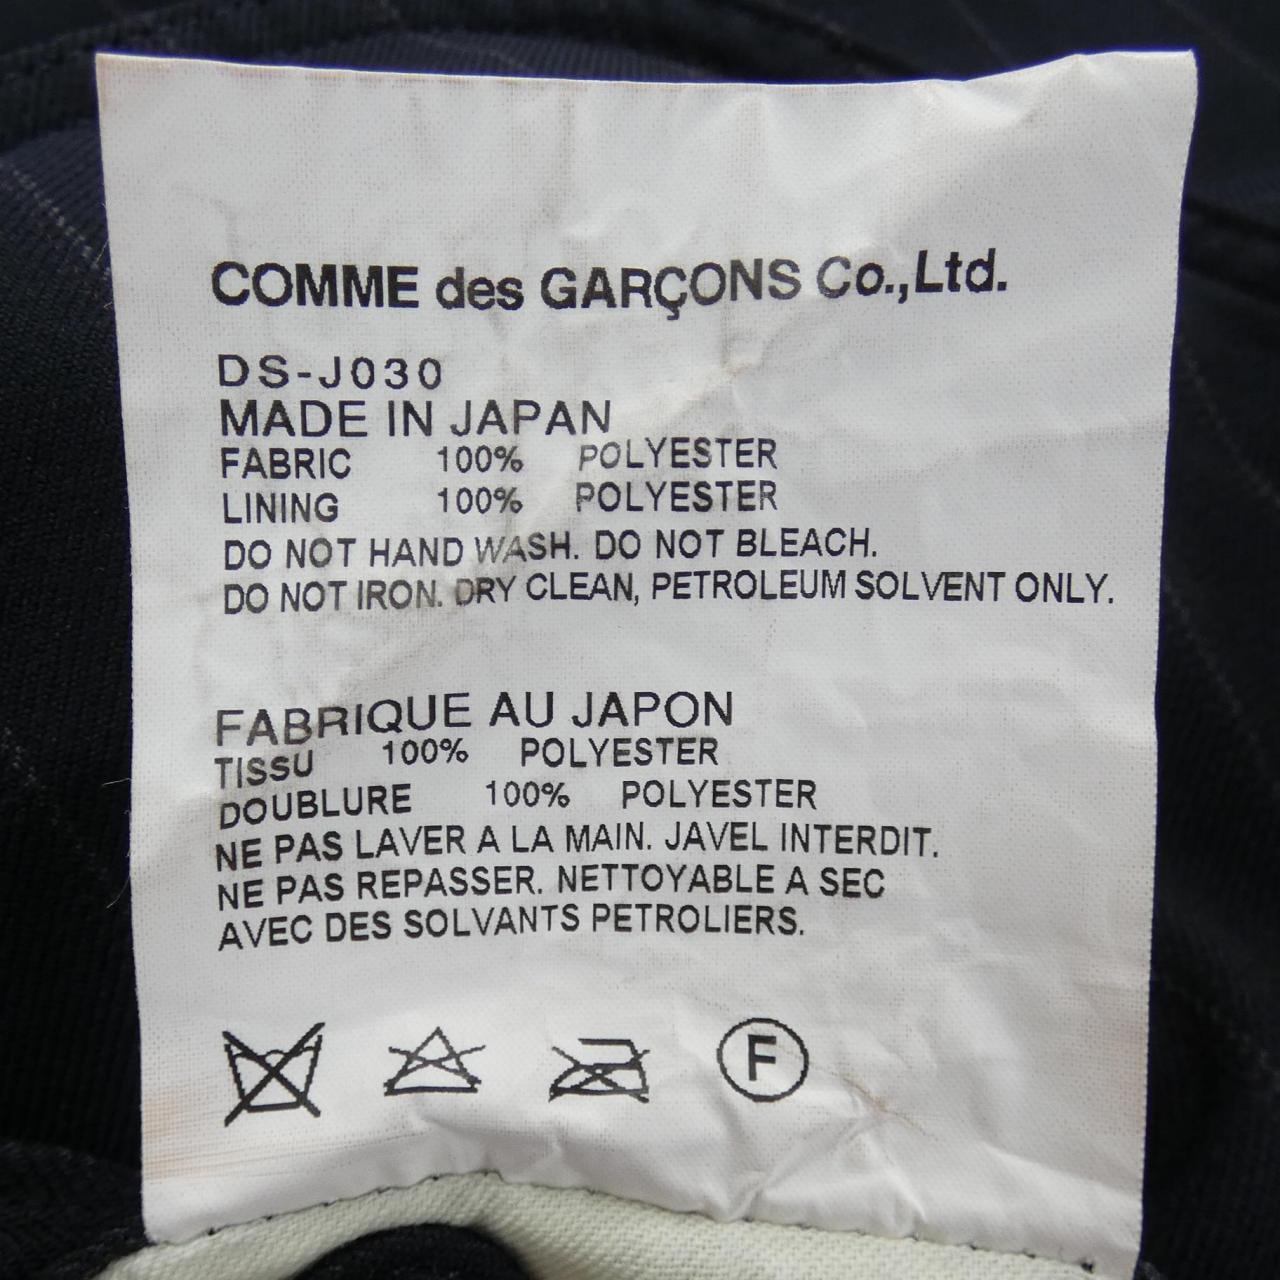 COMME des GARÇONS Co.,Ltd.
DS-J030
MADE IN JAPAN
FABRIC 100% POLYESTER
LINING 100% POLYESTER
DO NOT HAND WASH. DO NOT BLEACH.
DO NOT IRON. DRY CLEAN, PETROLEUM SOLVENT ONLY.
FABRIQUE AU JAPON
TISSU 100% POLYESTER
DOUBLURE 100% POLYESTER
NE PAS LAVER A LA MAIN. JAVEL INTERDIT.
NE PAS REPASSER. NETTOYABLE A SEC
AVEC DES SOLVANTS PETROLIERS.
F